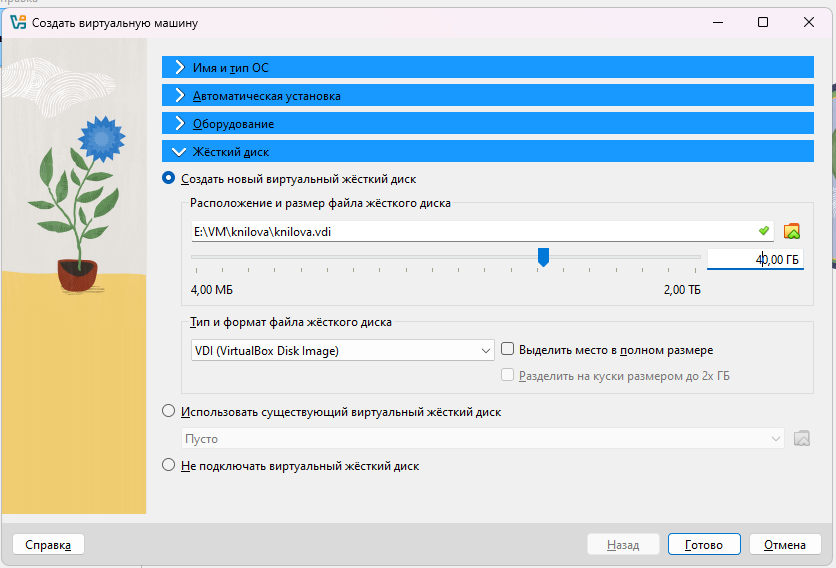 Создать виртуальную машину
Имя и тип ОС
Автоматическая установка
Оборудование
Жёсткий диск
Создать новый виртуальный жёсткий диск
Расположение и размер файла жёсткого диска
E:\VM\knilova\knilova.vdi
40,00 ГБ
4,00 МБ 2,00 ТБ
Тип и формат файла жёсткого диска
VDI (VirtualBox Disk Image) Выделить место в полном размере
Разделить на куски размером до 2х ГБ
Использовать существующий виртуальный жёсткий диск
Пусто
Не подключать виртуальный жёсткий диск
Справка Назад Готово Отмена